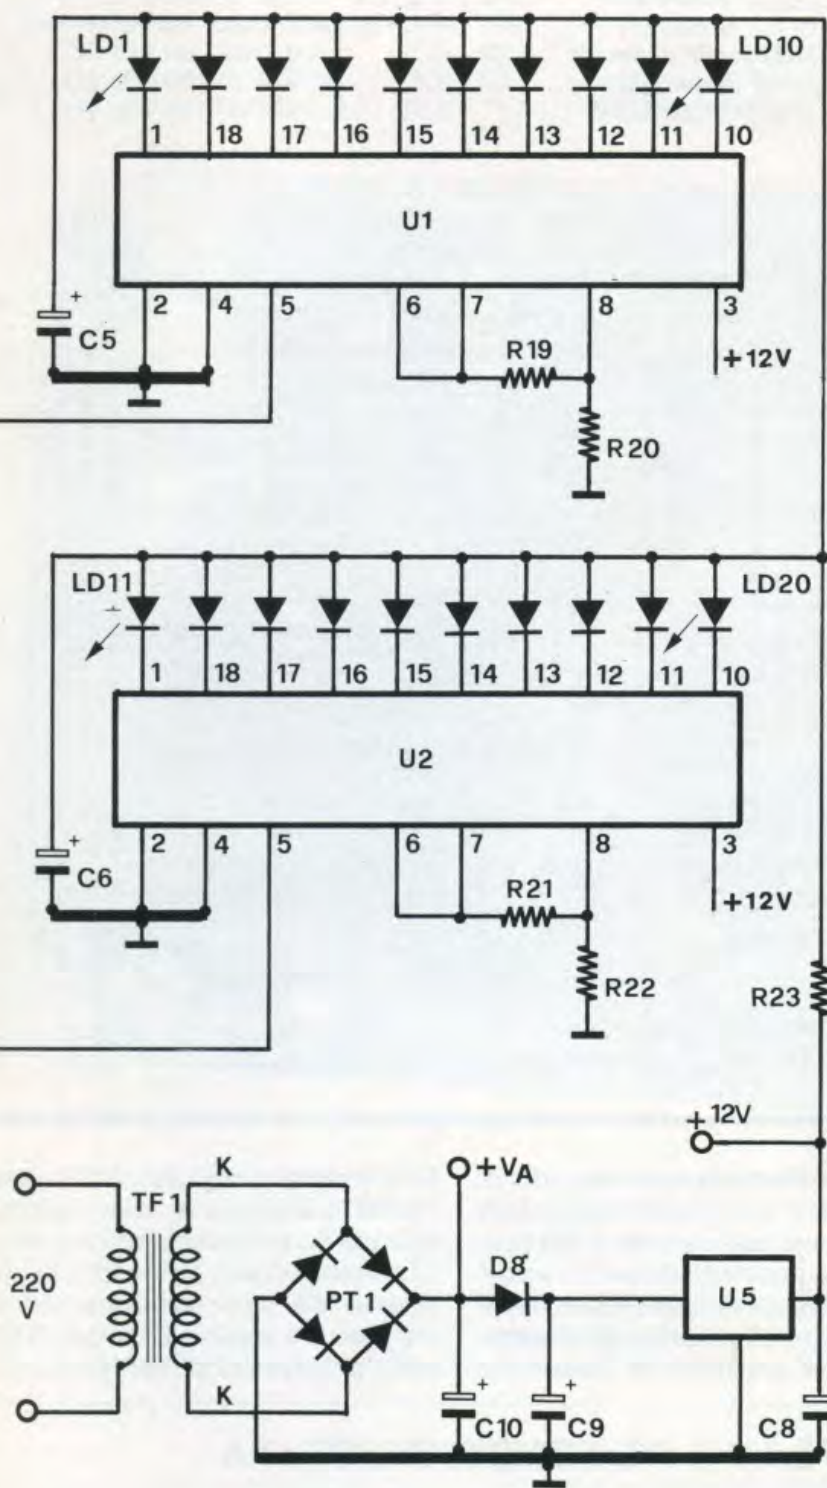 LD1 LD10
1 18 17 16 15 14 13 12 11 10
U1
2 4 5 6 7 8 3
+
C5 R19 +12V
R20
LD11 LD20
1 18 17 16 15 14 13 12 11 10
U2
2 4 5 6 7 8 3
+
C6 R21 +12V
R22 R23
+12V
K +VA
TF1
D8
220
V
PT1 U5
K
+ +
C10 C9 C8